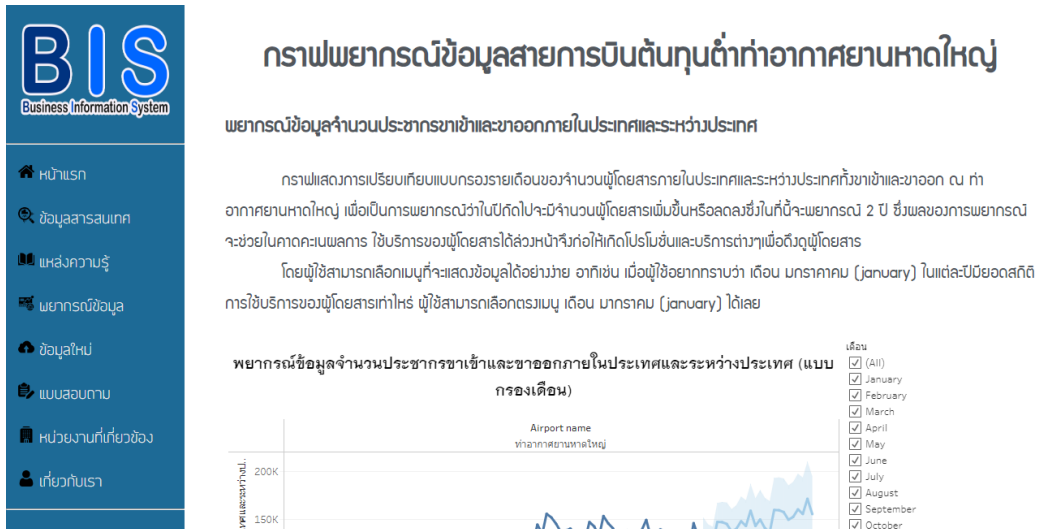 BIS
Business Information System
หน้าแรก
ข้อมูลสารสนเทศ
แหล่งความรู้
พยากรณ์ข้อมูล
ข้อมูลใหม่
แบบสอบถาม
หน่วยงานที่เกี่ยวข้อง
เกี่ยวกับเรา
กราฟพยากรณ์ข้อมูลสายการบินต้นทุนต่ำท่าอากาศยานหาดใหญ่
พยากรณ์ข้อมูลจำนวนประชากรขาเข้าและขาออกภายในประเทศและระหว่างประเทศ
กราฟแสดงการเปรียบเทียบแบบกรองรายเดือนของจำนวนผู้โดยสารภายในประเทศและระหว่างประเทศทั้งขาเข้าและขาออก ณ ท่า
อากาศยานหาดใหญ่ เพื่อเป็นการพยากรณ์ว่าในปีถัดไปจะมีจำนวนผู้โดยสารเพิ่มขึ้นหรือลดลงซึ่งในที่นี้จะพยากรณ์ 2 ปี ซึ่งผลของการพยากรณ์
จะช่วยในคาดคะเนผลการ ใช้บริการของผู้โดยสารได้ล่วงหน้าจึงก่อให้เกิดโปรโมชั่นและบริการต่างๆเพื่อดึงดูผู้โดยสาร
โดยผู้ใช้สามารถเลือกเมนูที่จะแสดงข้อมูลได้อย่างง่าย อาทิเช่น เมื่อผู้ใช้อยากทราบว่า เดือน มกราคาคม (january) ในแต่ละปีมียอดสถิติ
การใช้บริการของผู้โดยสารเท่าไหร่ ผู้ใช้สามารถเลือกตรงเมนู เดือน มากราคม (january) ได้เลย
พยากรณ์ข้อมูลจำนวนประชากรขาเข้าและขาออกภายในประเทศและระหว่างประเทศ (แบบ
กรองเดือน)
Airport name
ท่าอากาศยานหาดใหญ่
200K
150K
ทศและระหว่างป..
เดือน
(All)
January
February
March
April
May
June
July
August
September
October